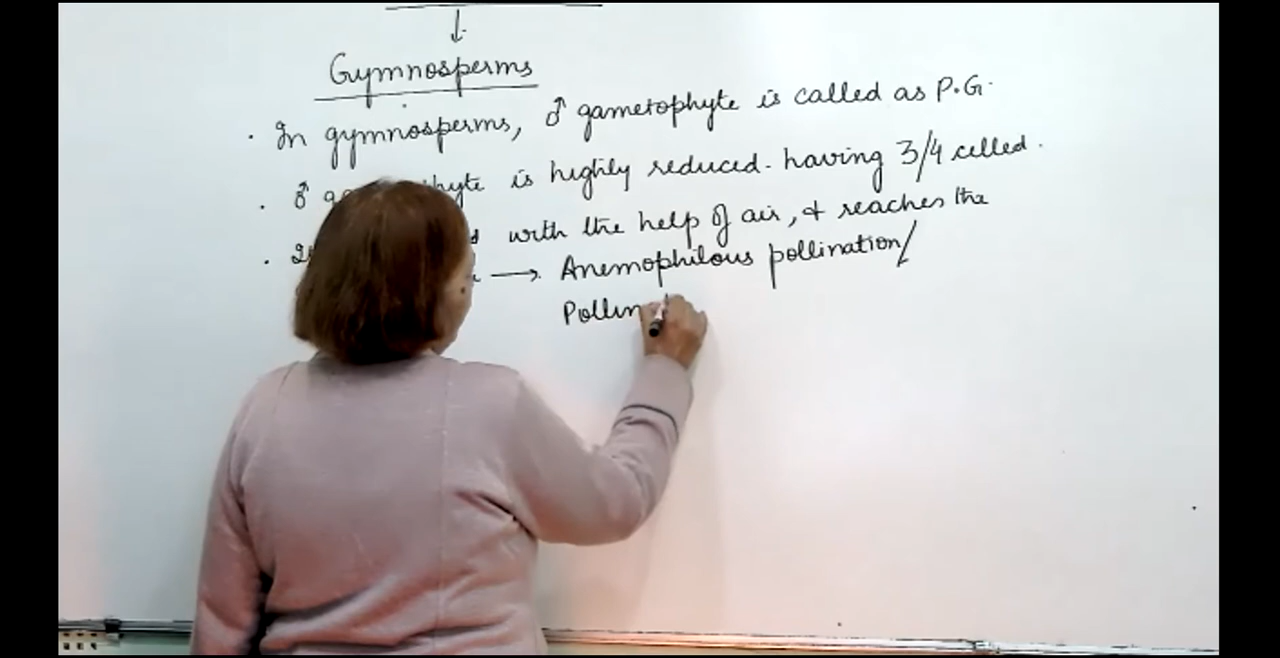 Gymnosperms
· In gymnosperms, ♂ gametophyte is called as P.G.
· ♂ is highly reduced. having 3/4 celled.
· with the help of air, & reaches the
→ Anemophilous pollination/
Pollin